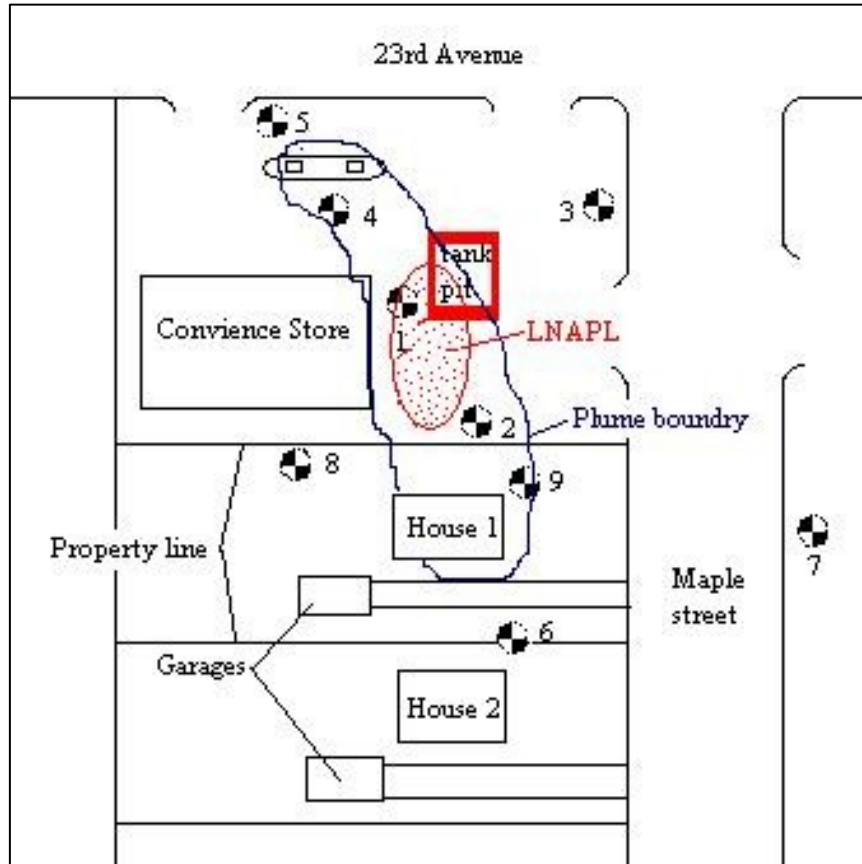 23rd Avenue
5
4
3
tank
pit
Convience Store
1
LNAPL
2
Plume boundry
8
9
House 1
Property line
7
Maple
street
6
Garages
House 2